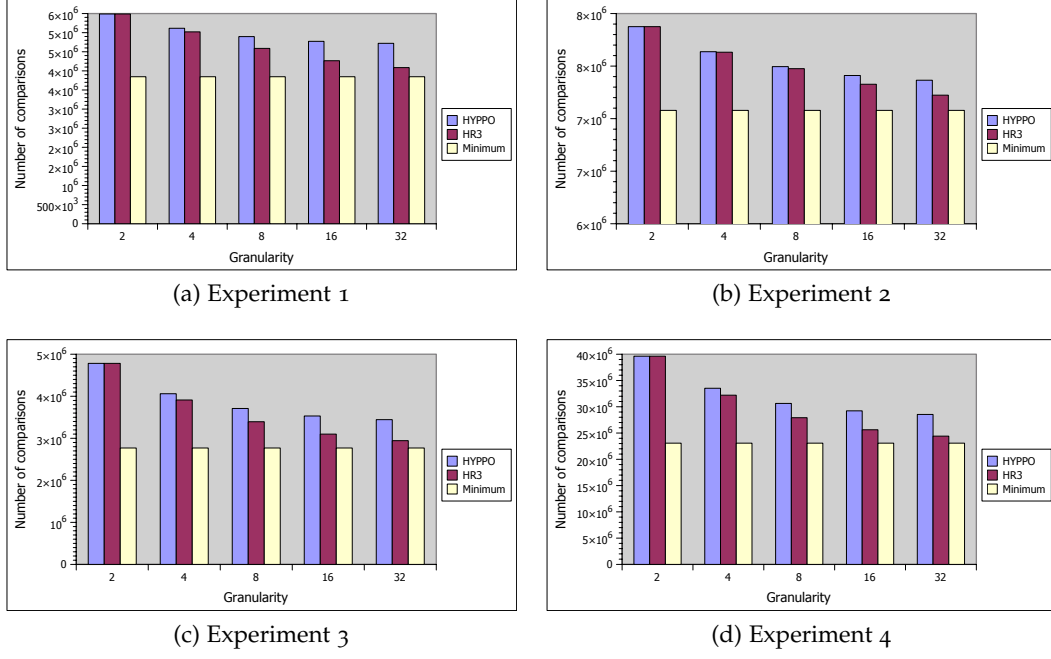 Number of comparisons
6×10⁶
5×10⁶
5×10⁶
4×10⁶
4×10⁶
3×10⁶
3×10⁶
2×10⁶
2×10⁶
10⁶
500×10³
0
2 4 8 16 32
Granularity
HYPPO
HR3
Minimum
(a) Experiment 1
Number of comparisons
8×10⁶
8×10⁶
7×10⁶
7×10⁶
6×10⁶
2 4 8 16 32
Granularity
HYPPO
HR3
Minimum
(b) Experiment 2
Number of comparisons
5×10⁶
4×10⁶
3×10⁶
2×10⁶
10⁶
0
2 4 8 16 32
Granularity
HYPPO
HR3
Minimum
(c) Experiment 3
Number of comparisons
40×10⁶
35×10⁶
30×10⁶
25×10⁶
20×10⁶
15×10⁶
10×10⁶
5×10⁶
0
2 4 8 16 32
Granularity
HYPPO
HR3
Minimum
(d) Experiment 4